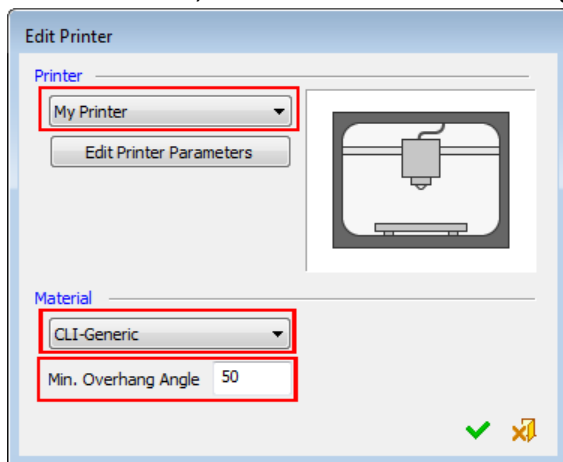 Edit Printer
Printer
My Printer
Edit Printer Parameters
Material
CLI-Generic
Min. Overhang Angle 50